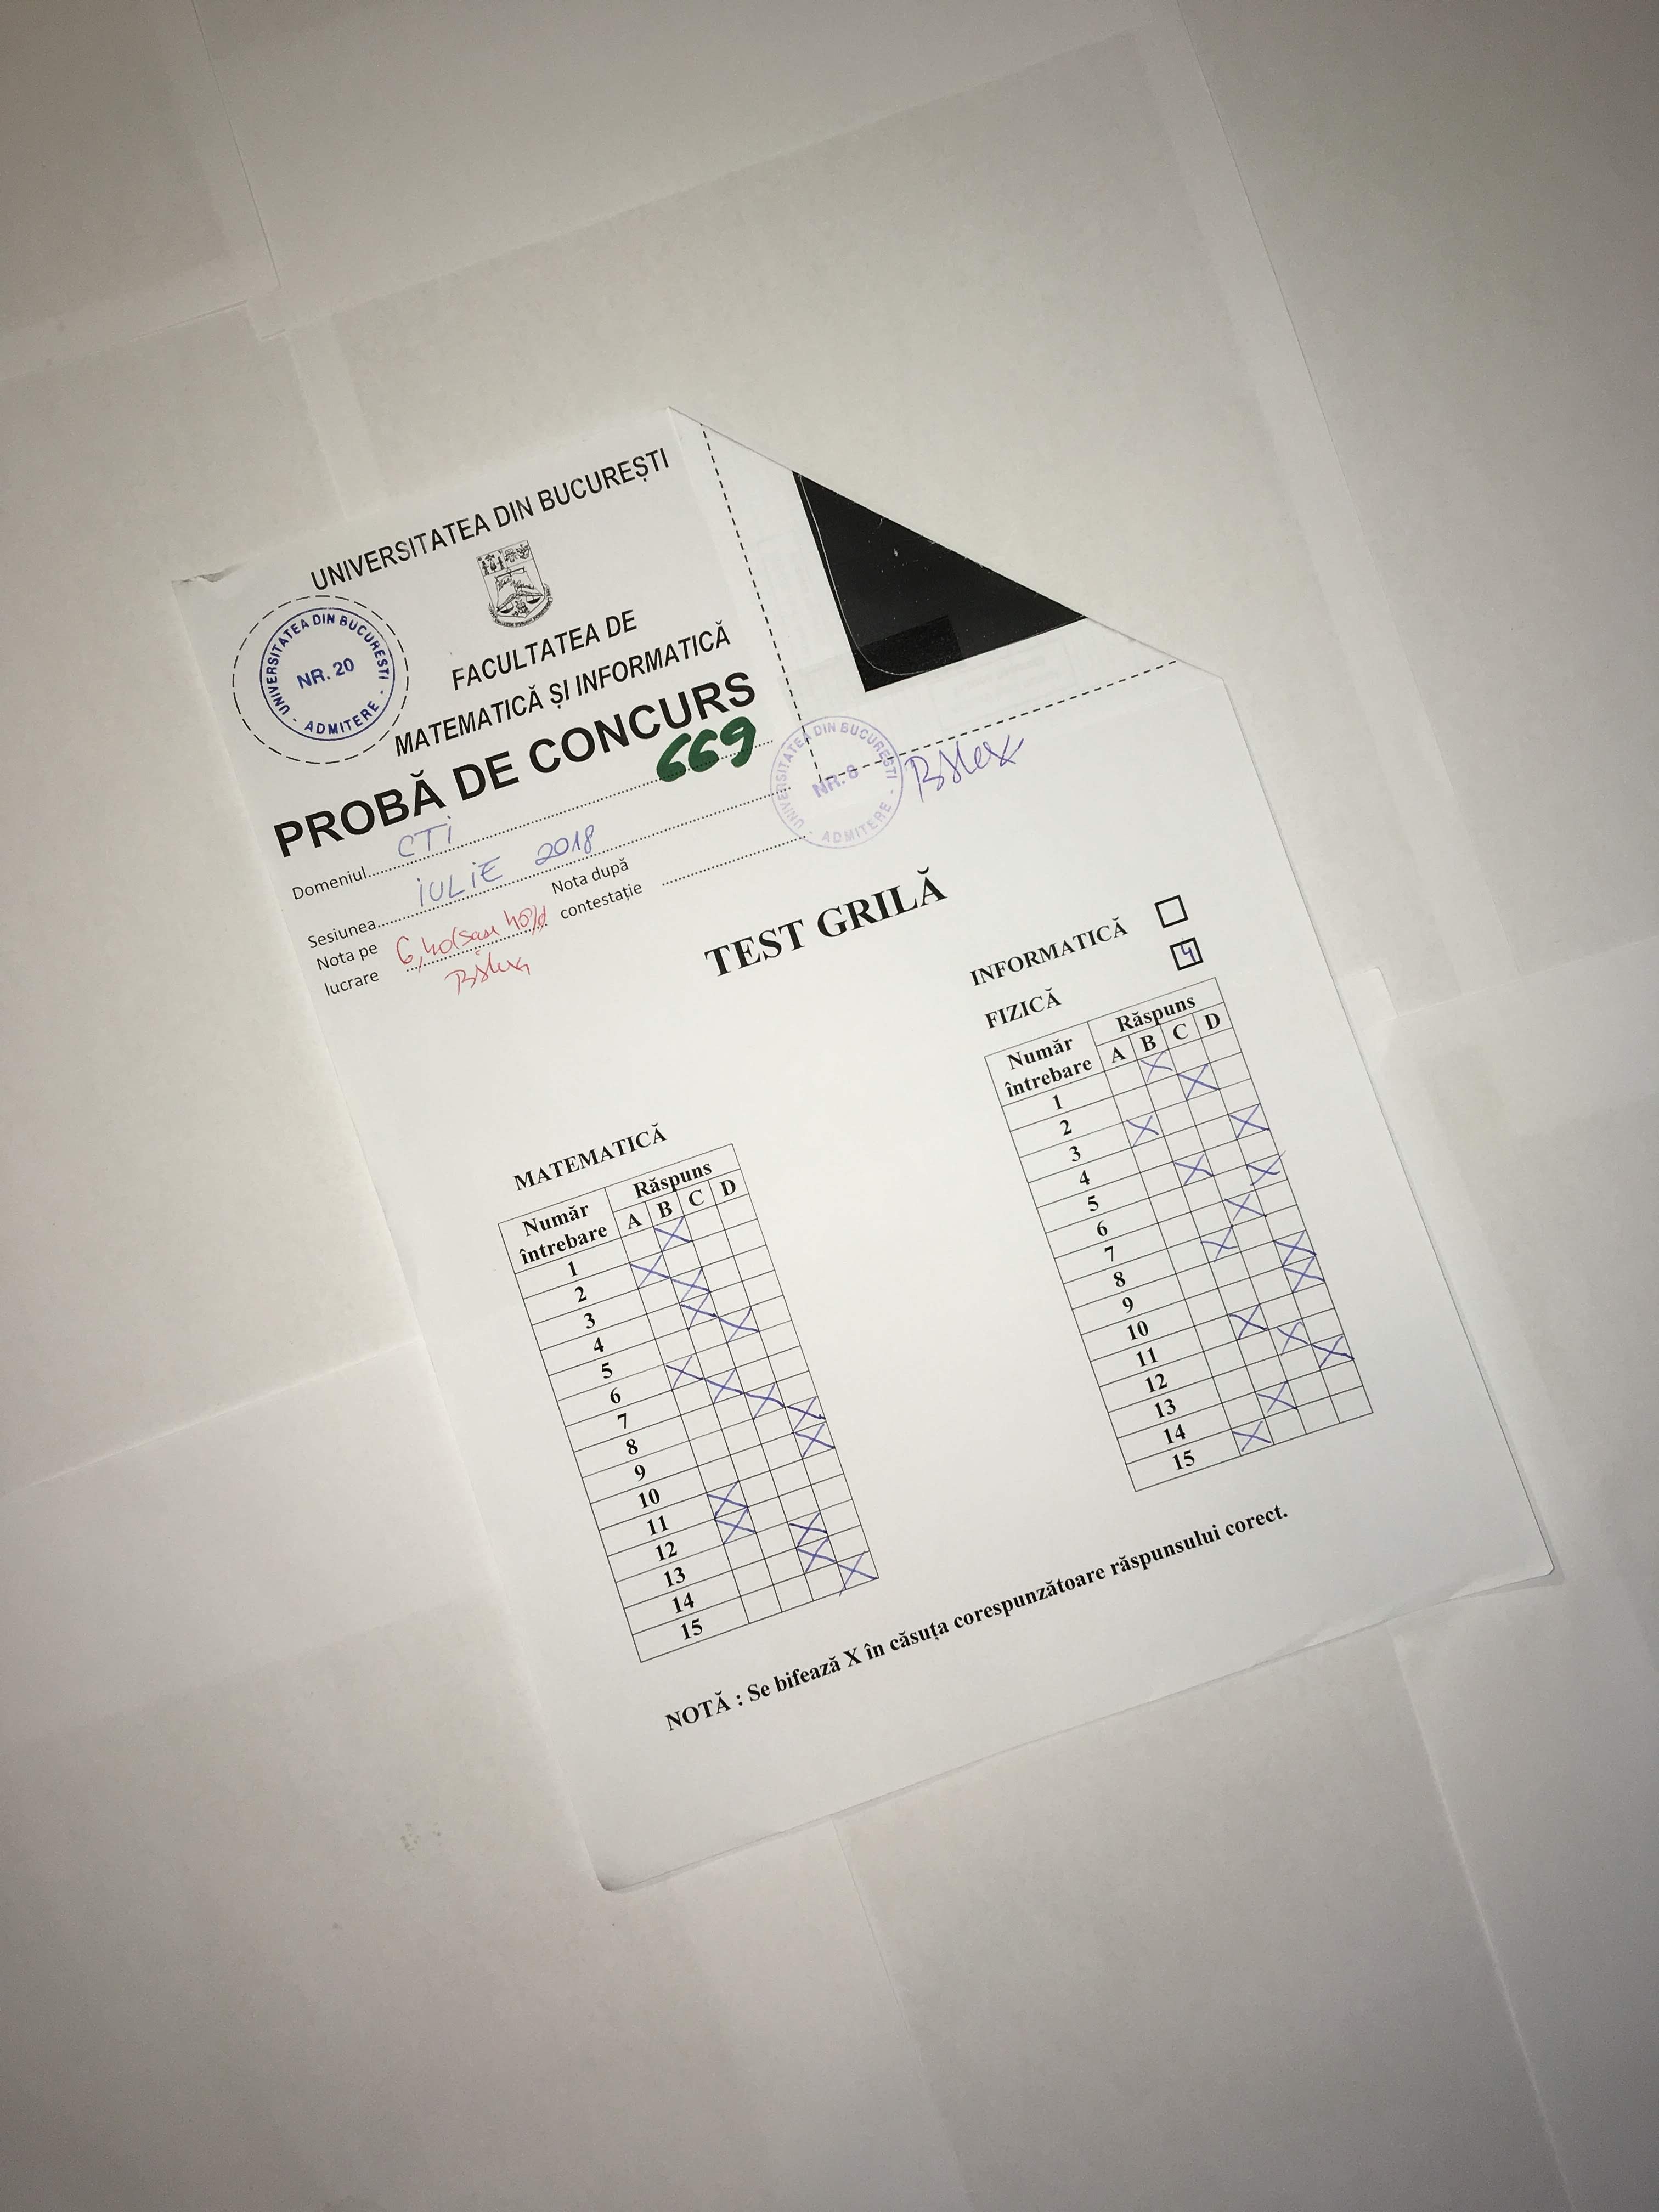 UNIVERSITATEA DIN BUCUREȘTI
UNIVERSITATEA DIN BUCUREȘTI - ADMITERE -
NR. 20
FACULTATEA DE
MATEMATICĂ ȘI INFORMATICĂ
PROBĂ DE CONCURS
669
Domeniul CTI
Sesiunea IULIE 2018
Nota pe lucrare 6,40 (șase 40%)
Nota după contestație
UNIVERSITATEA DIN BUCUREȘTI - ADMITERE -
NR. 6
TEST GRILĂ
INFORMATICĂ
FIZICĂ 4
MATEMATICĂ
Număr întrebare Răspuns
A B C D
1
2
3
4
5
6
7
8
9
10
11
12
13
14
15
Număr întrebare Răspuns
A B C D
1
2
3
4
5
6
7
8
9
10
11
12
13
14
15
NOTĂ : Se bifează X în căsuța corespunzătoare răspunsului corect.